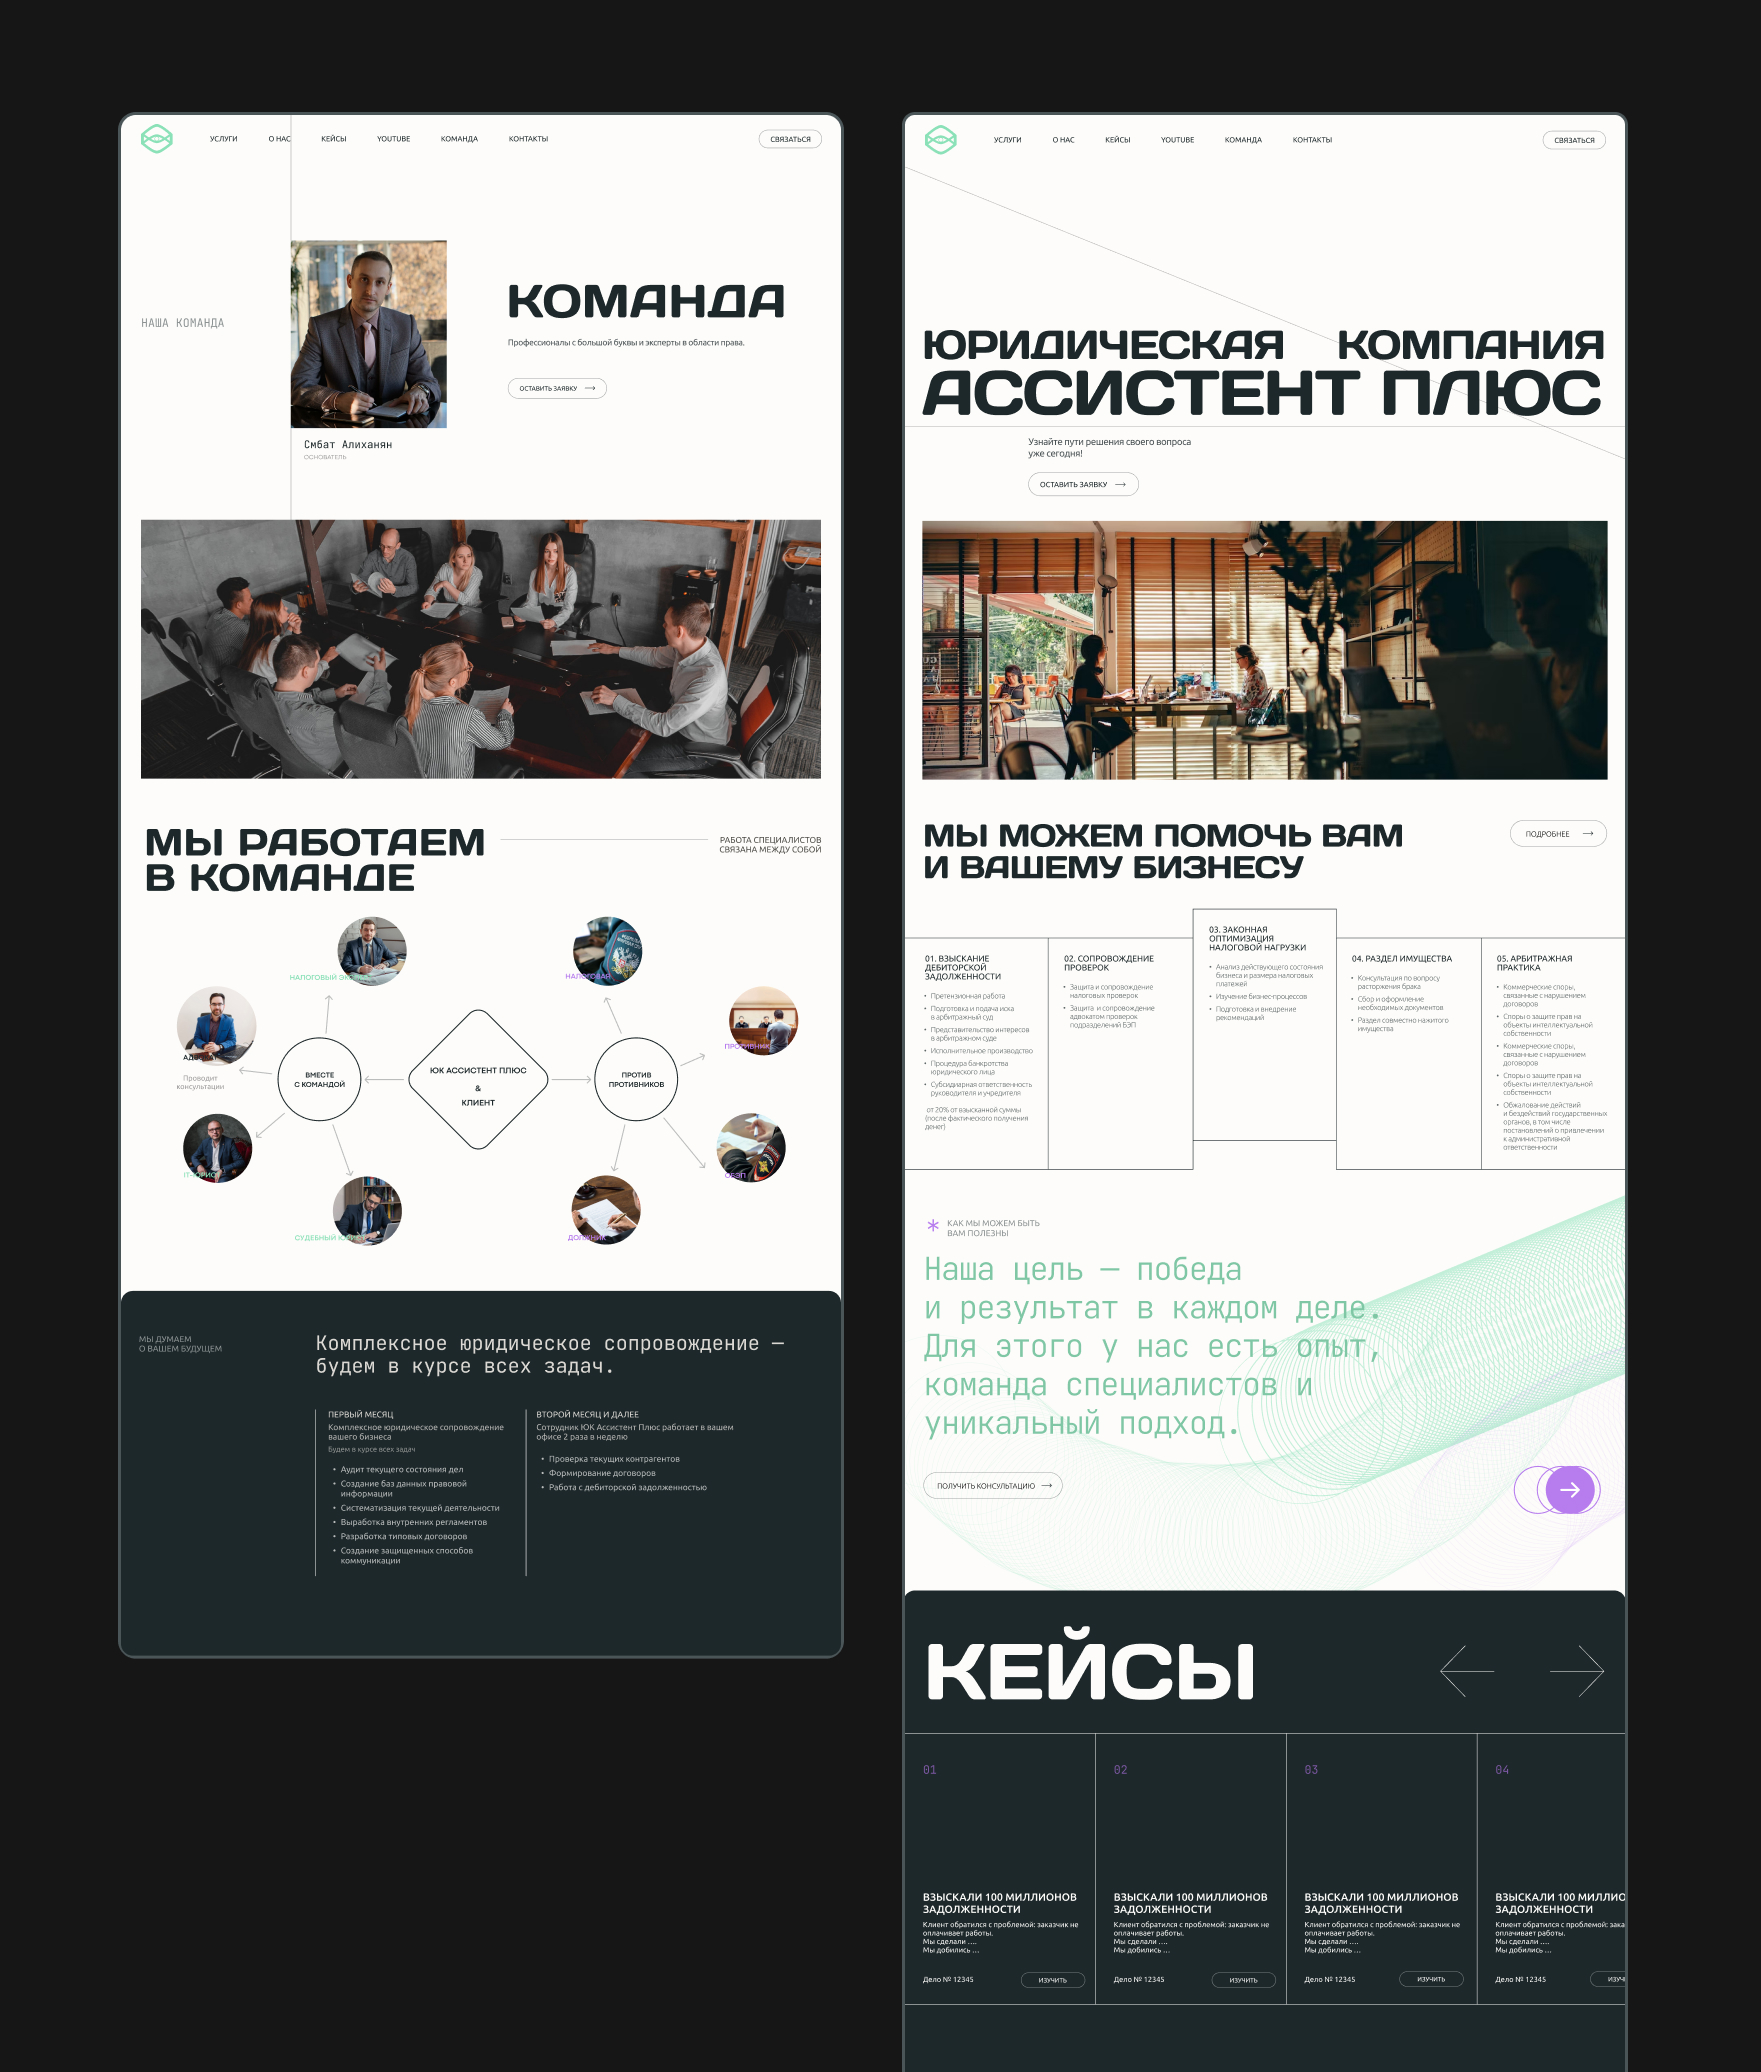 УСЛУГИ
О НАС
КЕЙСЫ
YOUTUBE
КОМАНДА
КОНТАКТЫ
СВЯЗАТЬСЯ
НАША КОМАНДА
КОМАНДА
Профессионалы с большой буквы и эксперты в области права.
ОСТАВИТЬ ЗАЯВКУ
Смбат Алиханян
ОСНОВАТЕЛЬ
МЫ РАБОТАЕМ
В КОМАНДЕ
РАБОТА СПЕЦИАЛИСТОВ
СВЯЗАНА МЕЖДУ СОБОЙ
НАЛОГОВЫЙ
Проводит
консультации
СУДЕБНЫЙ
ВМЕСТЕ
С КОМАНДОЙ
ЮК АССИСТЕНТ ПЛЮС
&
КЛИЕНТ
ПРОТИВ
ПРОТИВНИКОВ
НАЛОГОВАЯ
ПРОТИВНИК
ДОЛЖНИК
МЫ ДУМАЕМ
О ВАШЕМ БУДУЩЕМ
Комплексное юридическое сопровождение —
будем в курсе всех задач.
ПЕРВЫЙ МЕСЯЦ
Комплексное юридическое сопровождение
вашего бизнеса
Будем в курсе всех задач
• Аудит текущего состояния дел
• Создание баз данных правовой
информации
• Систематизация текущей деятельности
• Выработка внутренних регламентов
• Разработка типовых договоров
• Создание защищенных способов
коммуникации
ВТОРОЙ МЕСЯЦ И ДАЛЕЕ
Сотрудник ЮК Ассистент Плюс работает в вашем
офисе 2 раза в неделю
• Проверка текущих контрагентов
• Формирование договоров
• Работа с дебиторской задолженностью
УСЛУГИ
О НАС
КЕЙСЫ
YOUTUBE
КОМАНДА
КОНТАКТЫ
СВЯЗАТЬСЯ
ЮРИДИЧЕСКАЯ КОМПАНИЯ
АССИСТЕНТ ПЛЮС
Узнайте пути решения своего вопроса
уже сегодня!
ОСТАВИТЬ ЗАЯВКУ
МЫ МОЖЕМ ПОМОЧЬ ВАМ
И ВАШЕМУ БИЗНЕСУ
ПОДРОБНЕЕ
01. ВЗЫСКАНИЕ
ДЕБИТОРСКОЙ
ЗАДОЛЖЕННОСТИ
• Претензионная работа
• Подготовка и подача иска
в арбитражный суд
• Представительство интересов
в арбитражном суде
• Исполнительное производство
• Процедура банкротства
юридического лица
• Субсидиарная ответственность
руководителя и учредителя
от 20% от взысканной суммы
(после фактического получения
денег)
02. СОПРОВОЖДЕНИЕ
ПРОВЕРОК
• Защита и сопровождение
налоговых проверок
• Защита и сопровождение
адвокатом проверок
подразделений БЭП
03. ЗАКОННАЯ
ОПТИМИЗАЦИЯ
НАЛОГОВОЙ НАГРУЗКИ
• Анализ действующего состояния
бизнеса и размера налоговых
платежей
• Изучение бизнес-процессов
• Подготовка и внедрение
рекомендаций
04. РАЗДЕЛ ИМУЩЕСТВА
• Консультация по вопросу
расторжения брака
• Сбор и оформление
необходимых документов
• Раздел совместно нажитого
имущества
05. АРБИТРАЖНАЯ
ПРАКТИКА
• Коммерческие споры,
связанные с нарушением
договоров
• Споры о защите прав на
объекты интеллектуальной
собственности
• Коммерческие споры,
связанные с нарушением
договоров
• Споры о защите прав на
объекты интеллектуальной
собственности
• Обжалование действий
и бездействий государственных
органов, в том числе
постановлений о привлечении
к административной
ответственности
КАК МЫ МОЖЕМ БЫТЬ
ВАМ ПОЛЕЗНЫ
Наша цель — победа
и результат в каждом деле.
Для этого у нас есть опыт,
команда специалистов и
уникальный подход.
ПОЛУЧИТЬ КОНСУЛЬТАЦИЮ
КЕЙСЫ
01
ВЗЫСКАЛИ 100 МИЛЛИОНОВ
ЗАДОЛЖЕННОСТИ
Клиент обратился с проблемой: заказчик не
оплачивает работы.
Мы сделали ....
Мы добились ...
Дело № 12345
ИЗУЧИТЬ
02
ВЗЫСКАЛИ 100 МИЛЛИОНОВ
ЗАДОЛЖЕННОСТИ
Клиент обратился с проблемой: заказчик не
оплачивает работы.
Мы сделали ....
Мы добились ...
Дело № 12345
ИЗУЧИТЬ
03
ВЗЫСКАЛИ 100 МИЛЛИОНОВ
ЗАДОЛЖЕННОСТИ
Клиент обратился с проблемой: заказчик не
оплачивает работы.
Мы сделали ....
Мы добились ...
Дело № 12345
ИЗУЧИТЬ
04
ВЗЫСКАЛИ 100 МИЛЛИО
ЗАДОЛЖЕННОСТИ
Клиент обратился с проблемой: зака
оплачивает работы.
Мы сделали ....
Мы добились ...
Дело № 12345
ИЗУЧ